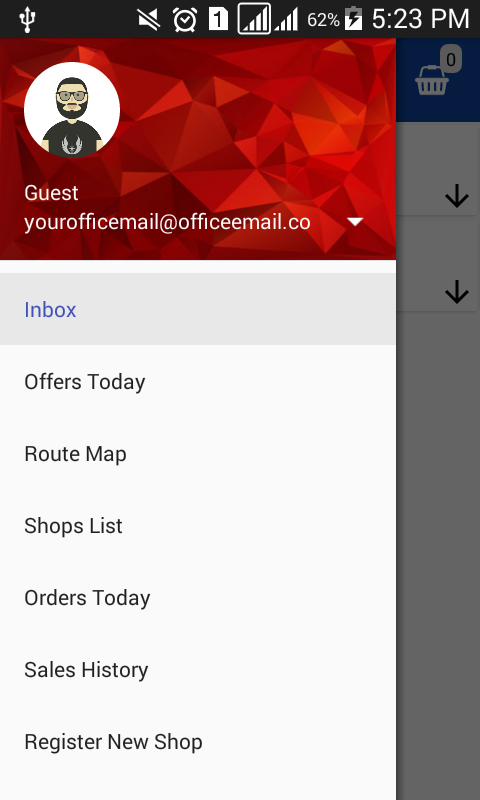 1 62% 5:23 PM
0
Guest
yourofficemail@officeemail.co
Inbox
Offers Today
Route Map
Shops List
Orders Today
Sales History
Register New Shop